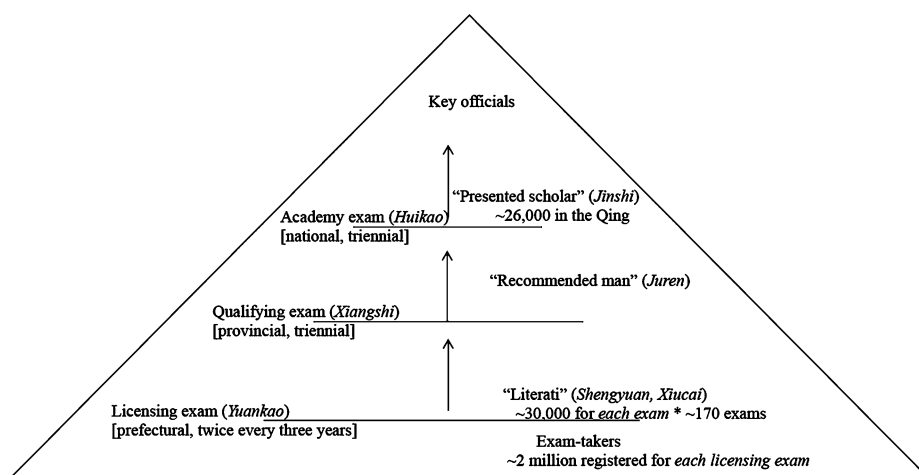 Key officials
“Presented scholar” (Jinshi)
~26,000 in the Qing
Academy exam (Huikao)
[national, triennial]
“Recommended man” (Juren)
Qualifying exam (Xiangshi)
[provincial, triennial]
“Literati” (Shengyuan, Xiucai)
~30,000 for each exam * ~170 exams
Licensing exam (Yuankao)
[prefectural, twice every three years]
Exam-takers
~2 million registered for each licensing exam